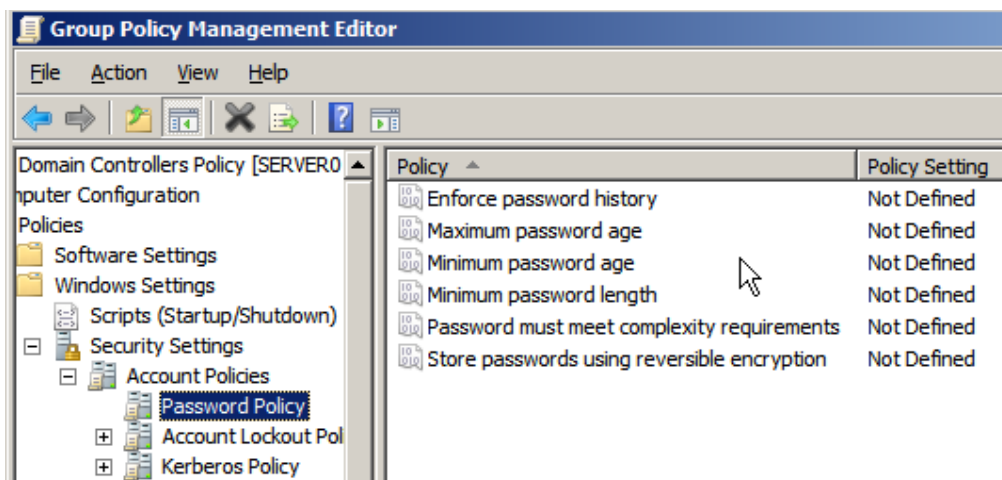 Group Policy Management Editor
File Action View Help
Domain Controllers Policy [SERVER0
nputer Configuration
Policies
Software Settings
Windows Settings
Scripts (Startup/Shutdown)
Security Settings
Account Policies
Password Policy
Account Lockout Pol
Kerberos Policy
Policy Policy Setting
Enforce password history Not Defined
Maximum password age Not Defined
Minimum password age Not Defined
Minimum password length Not Defined
Password must meet complexity requirements Not Defined
Store passwords using reversible encryption Not Defined